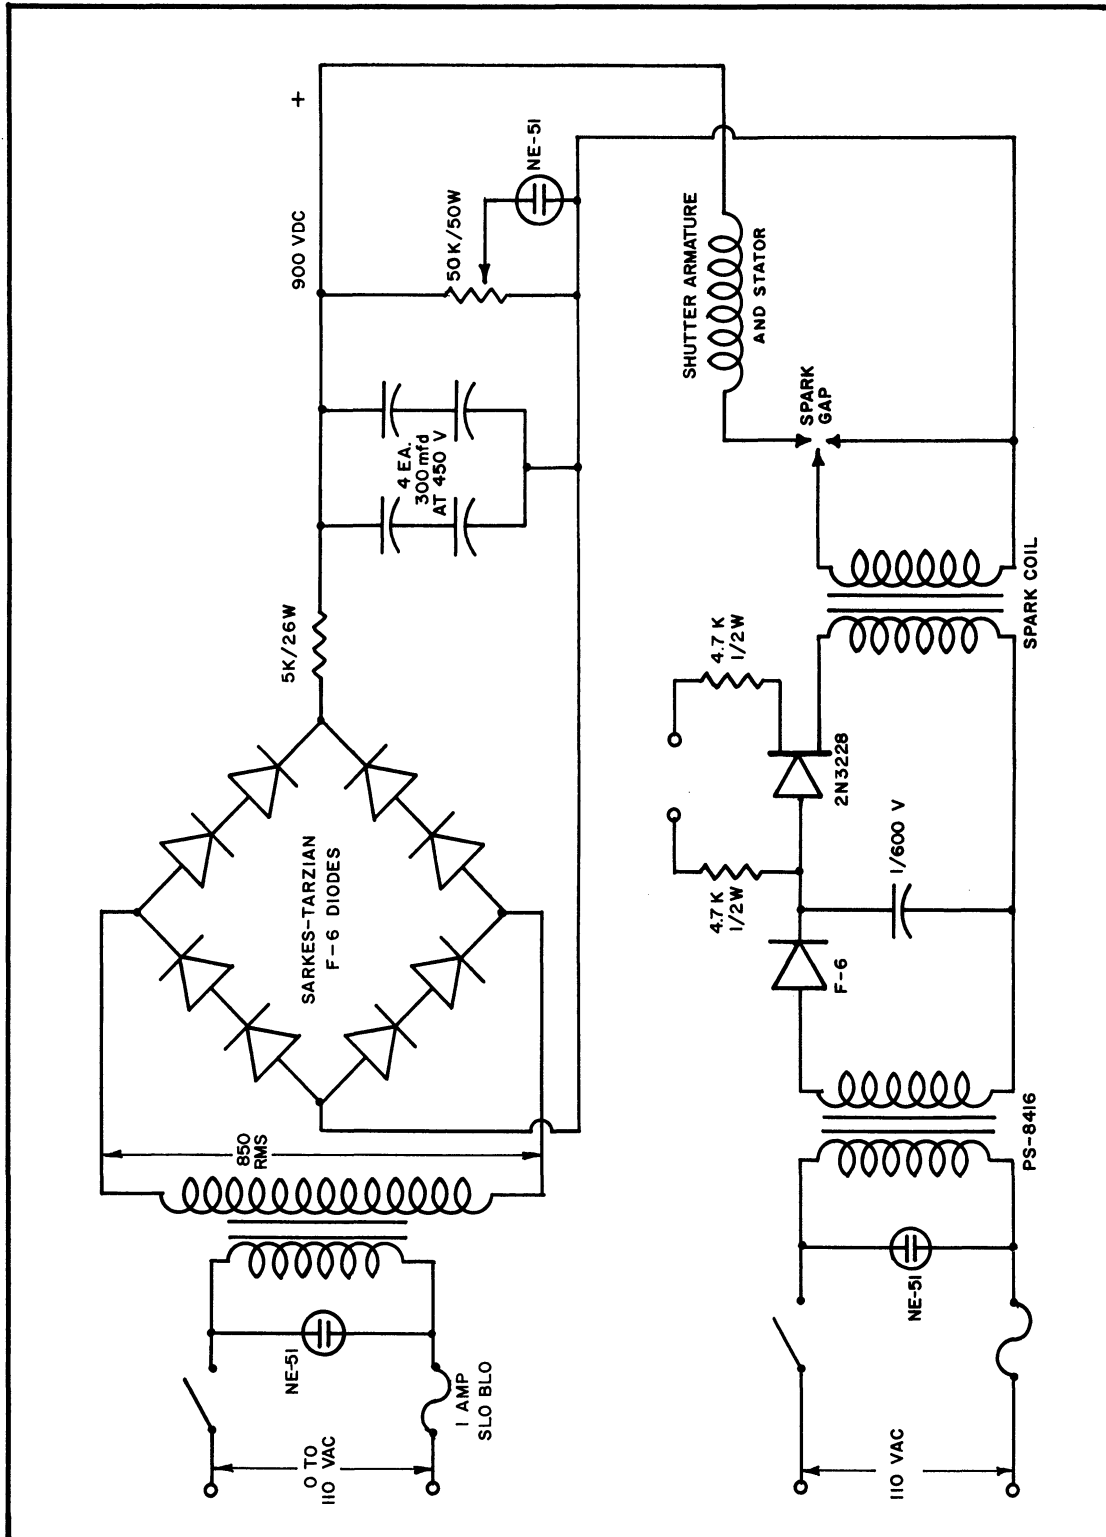 0 TO
110 VAC
1 AMP
SLO BLO
NE-51
850
RMS
SARKES-TARZIAN
F-6 DIODES
5K/26W
4 EA.
300 mfd
AT 450 V
900 VDC
+
50K/50W
NE-51
110 VAC
NE-51
PS-8416
F-6
4.7 K
1/2W
1/600 V
2N3228
4.7 K
1/2W
SPARK COIL
SPARK
GAP
SHUTTER ARMATURE
AND STATOR